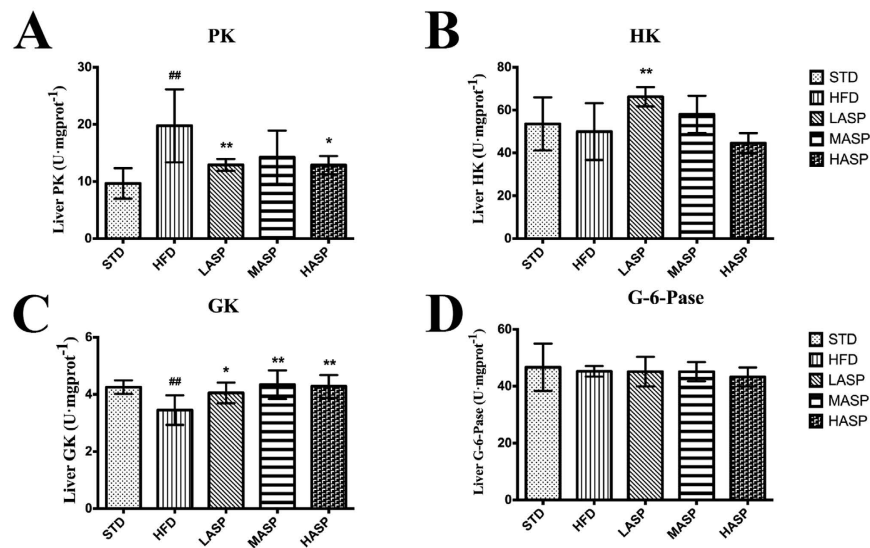 A
PK
Liver PK (U·mgprot⁻¹)
30
20
10
0
##
**
*
STD
HFD
LASP
MASP
HASP
B
HK
Liver HK (U·mgprot⁻¹)
80
60
40
20
0
**
STD
HFD
LASP
MASP
HASP
STD
HFD
LASP
MASP
HASP
C
GK
Liver GK (U·mgprot⁻¹)
6
4
2
0
##
*
**
**
STD
HFD
LASP
MASP
HASP
D
G-6-Pase
Liver G-6-Pase (U·mgprot⁻¹)
60
40
20
0
STD
HFD
LASP
MASP
HASP
STD
HFD
LASP
MASP
HASP